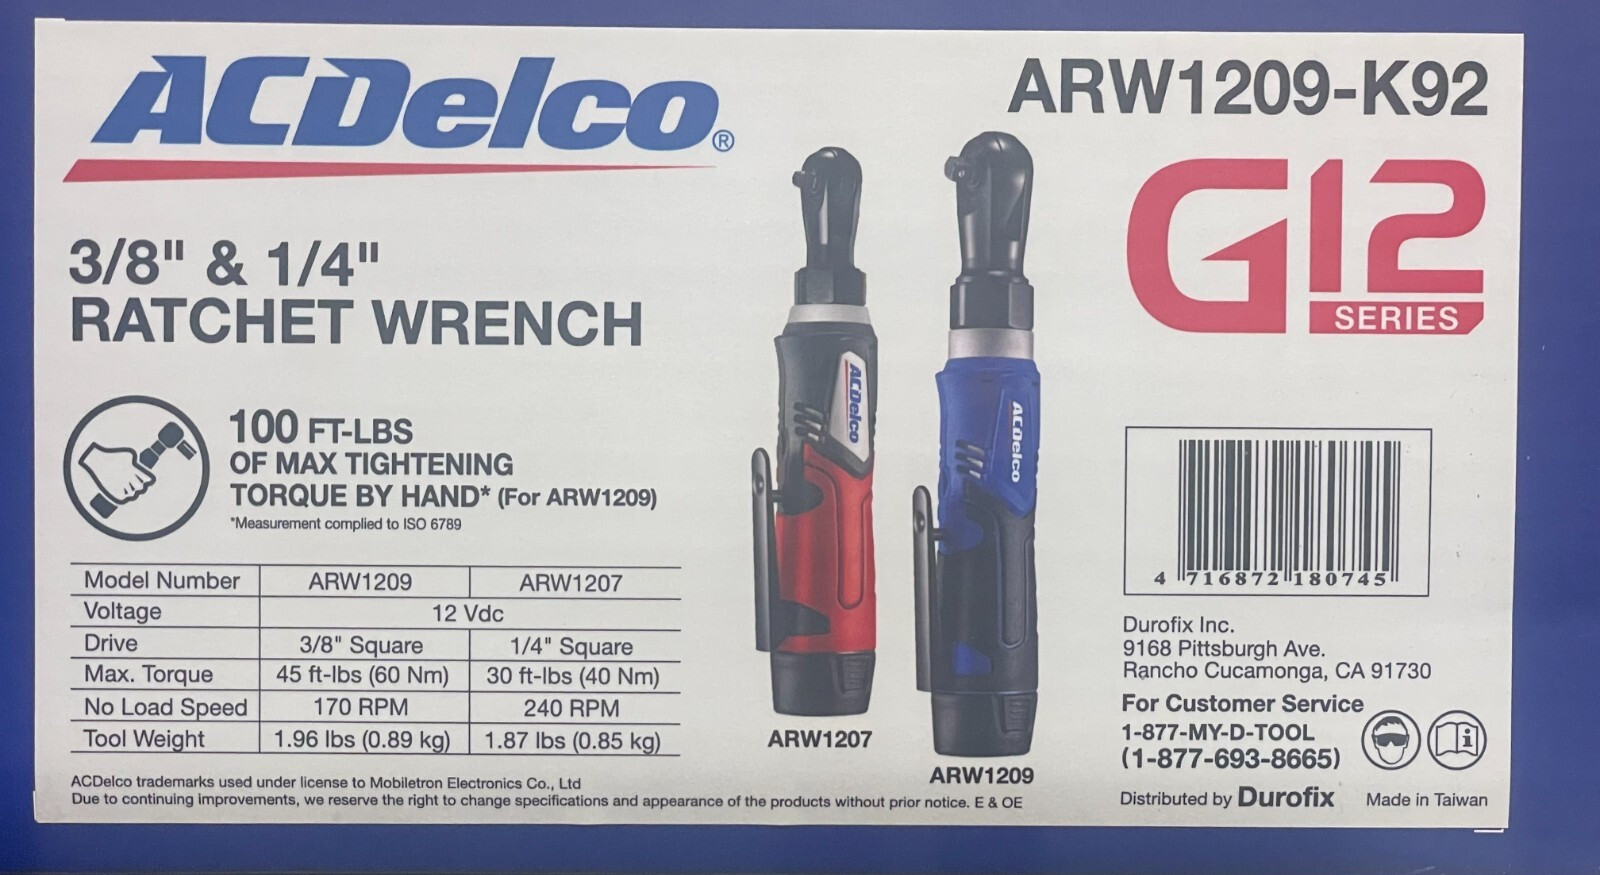 ACDelco®
ARW1209-K92
G12
SERIES
3/8" & 1/4"
RATCHET WRENCH
100 FT-LBS
OF MAX TIGHTENING
TORQUE BY HAND* (For ARW1209)
*Measurement complied to ISO 6789
Model Number ARW1209 ARW1207
Voltage 12 Vdc
Drive 3/8" Square 1/4" Square
Max. Torque 45 ft-lbs (60 Nm) 30 ft-lbs (40 Nm)
No Load Speed 170 RPM 240 RPM
Tool Weight 1.96 lbs (0.89 kg) 1.87 lbs (0.85 kg)
ACDelco trademarks used under license to Mobiletron Electronics Co., Ltd
Due to continuing improvements, we reserve the right to change specifications and appearance of the products without prior notice. E & OE
ACDelco
ACDelco
ARW1207
ARW1209
4 716872 180745
Durofix Inc.
9168 Pittsburgh Ave.
Rancho Cucamonga, CA 91730
For Customer Service
1-877-MY-D-TOOL
(1-877-693-8665)
i
Distributed by Durofix Made in Taiwan